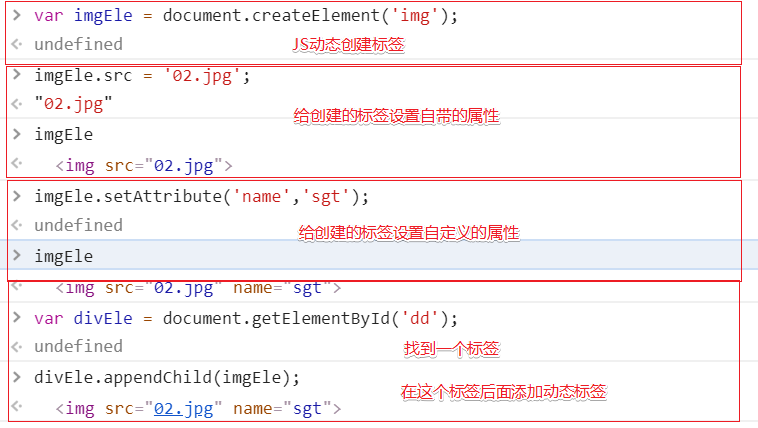 > var imgEle = document.createElement('img');
< undefined
JS动态创建标签
> imgEle.src = '02.jpg';
< "02.jpg"
给创建的标签设置自带的属性
> imgEle
< <img src="02.jpg">
> imgEle.setAttribute('name','sgt');
< undefined
给创建的标签设置自定义的属性
> imgEle
< <img src="02.jpg" name="sgt">
> var divEle = document.getElementById('dd');
< undefined
找到一个标签
> divEle.appendChild(imgEle);
在这个标签后面添加动态标签
< <img src="02.jpg" name="sgt">